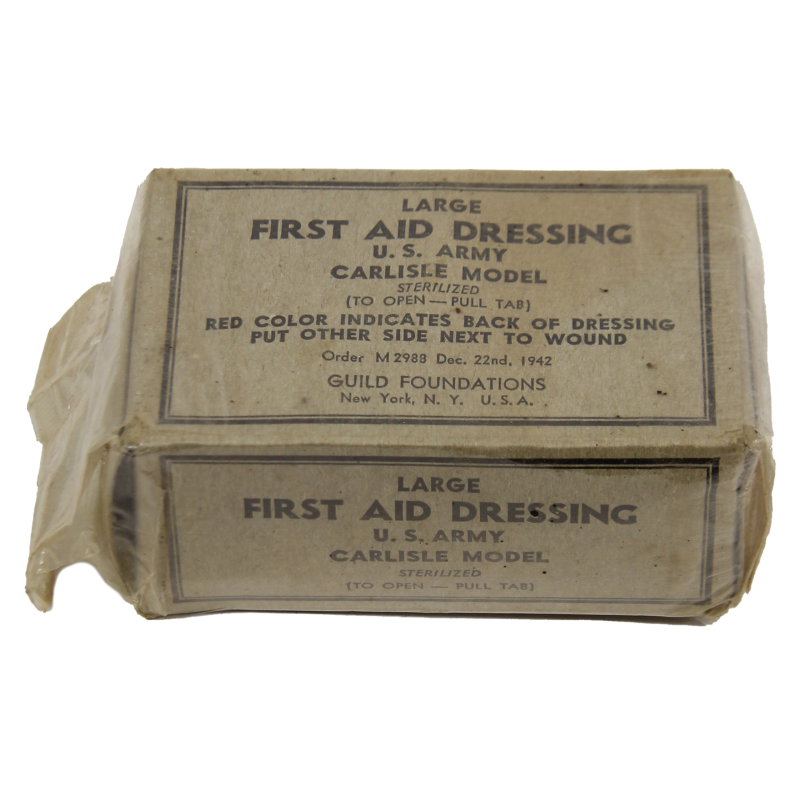 LARGE
FIRST AID DRESSING
U. S. ARMY
CARLISLE MODEL
STERILIZED
(TO OPEN — PULL TAB)
RED COLOR INDICATES BACK OF DRESSING
PUT OTHER SIDE NEXT TO WOUND
Order M 2988 Dec. 22nd, 1942
GUILD FOUNDATIONS
New York, N. Y. U. S. A.
LARGE
FIRST AID DRESSING
U. S. ARMY
CARLISLE MODEL
STERILIZED
(TO OPEN — PULL TAB)